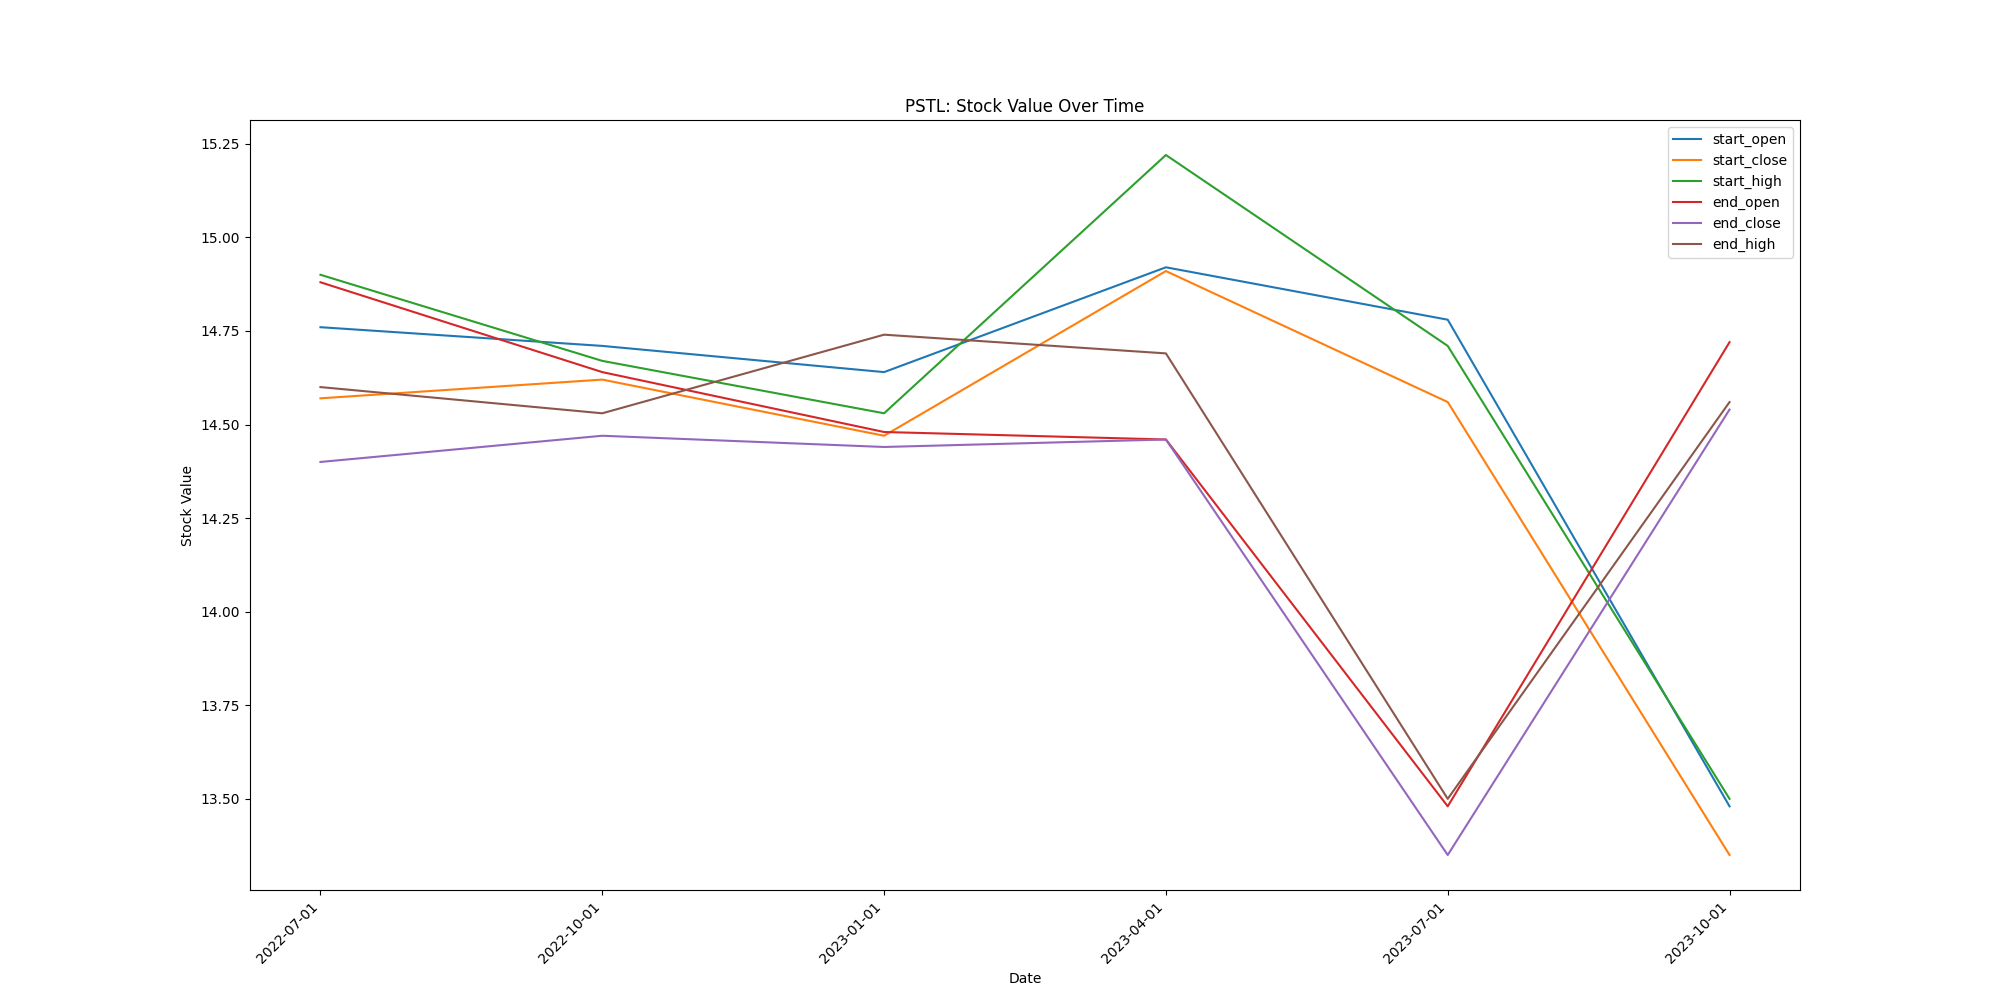 PSTL: Stock Value Over Time
15.25
15.00
14.75
14.50
14.25
14.00
13.75
13.50
Stock Value
start_open
start_close
start_high
end_open
end_close
end_high
2022-07-01
2022-10-01
2023-01-01
2023-04-01
2023-07-01
2023-10-01
Date